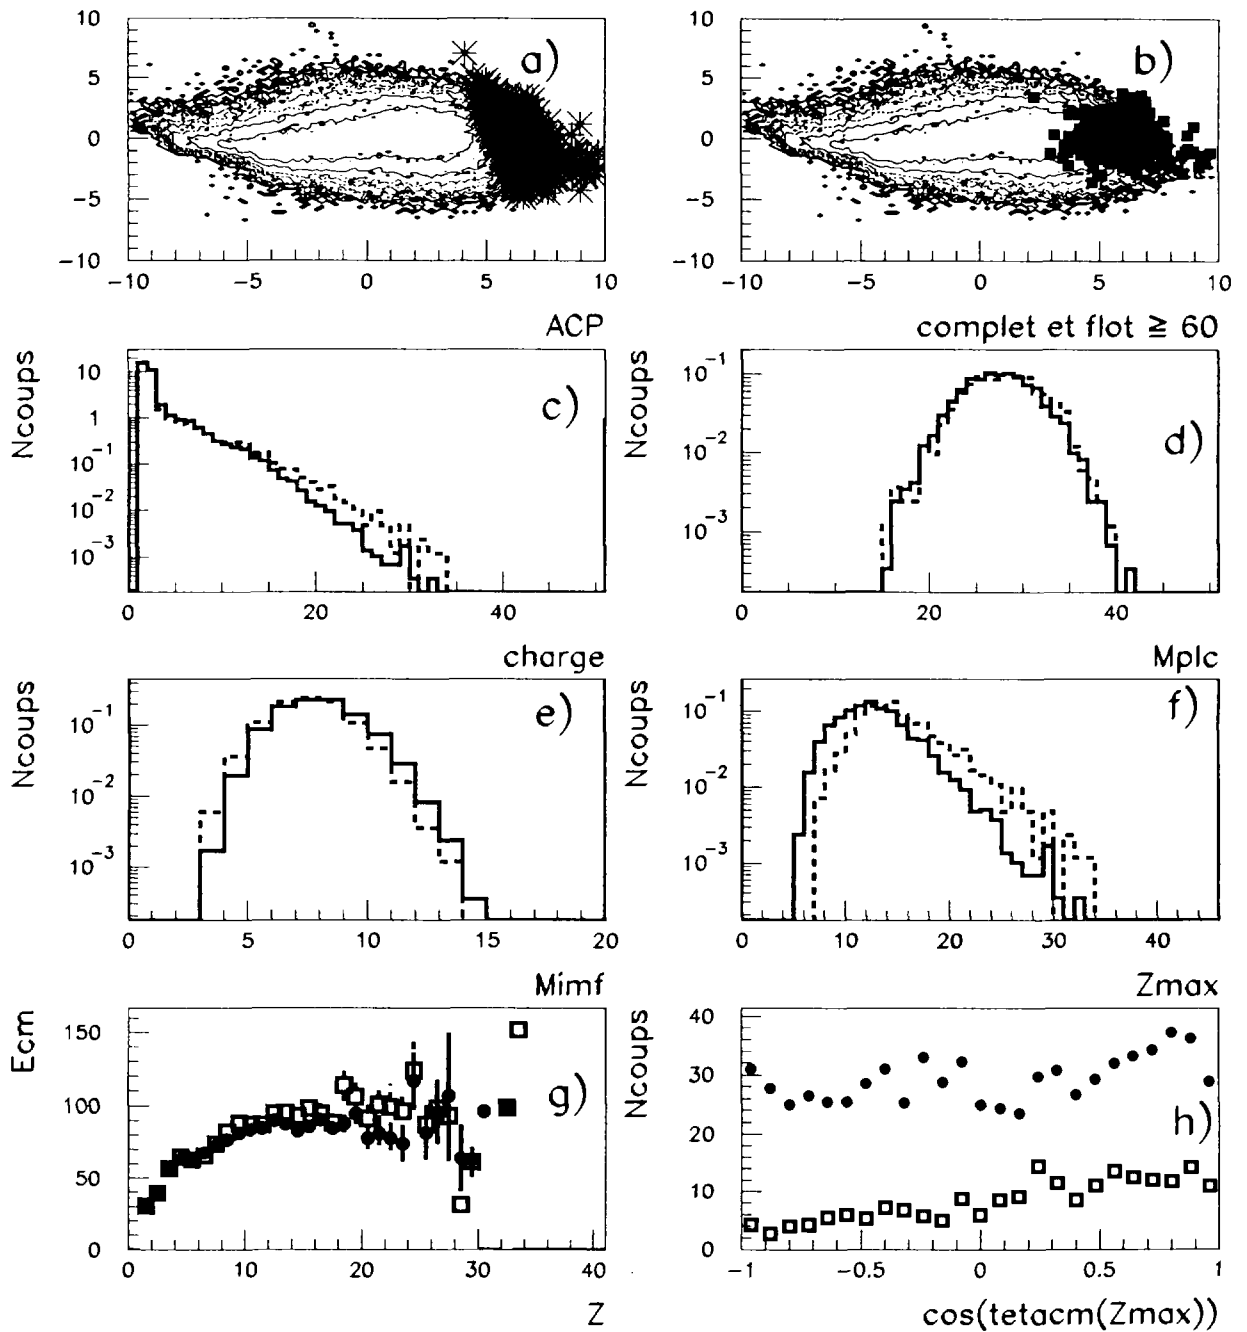 10
5
0
−5
−10
a)
−10 −5 0 5 10
ACP
10
5
0
−5
−10
b)
−10 −5 0 5 10
complet et flot ≥ 60
Ncoups
10
1
10⁻¹
10⁻²
10⁻³
c)
0 20 40
charge
Ncoups
10⁻¹
10⁻²
10⁻³
d)
0 20 40
Mplc
Ncoups
10⁻¹
10⁻²
10⁻³
e)
0 5 10 15 20
Mimf
Ncoups
10⁻¹
10⁻²
10⁻³
f)
0 10 20 30 40
Zmax
Ecm
150
100
50
0
g)
0 10 20 30 40
Z
Ncoups
40
30
20
10
0
h)
−1 −0.5 0 0.5 1
cos(tetacm(Zmax))